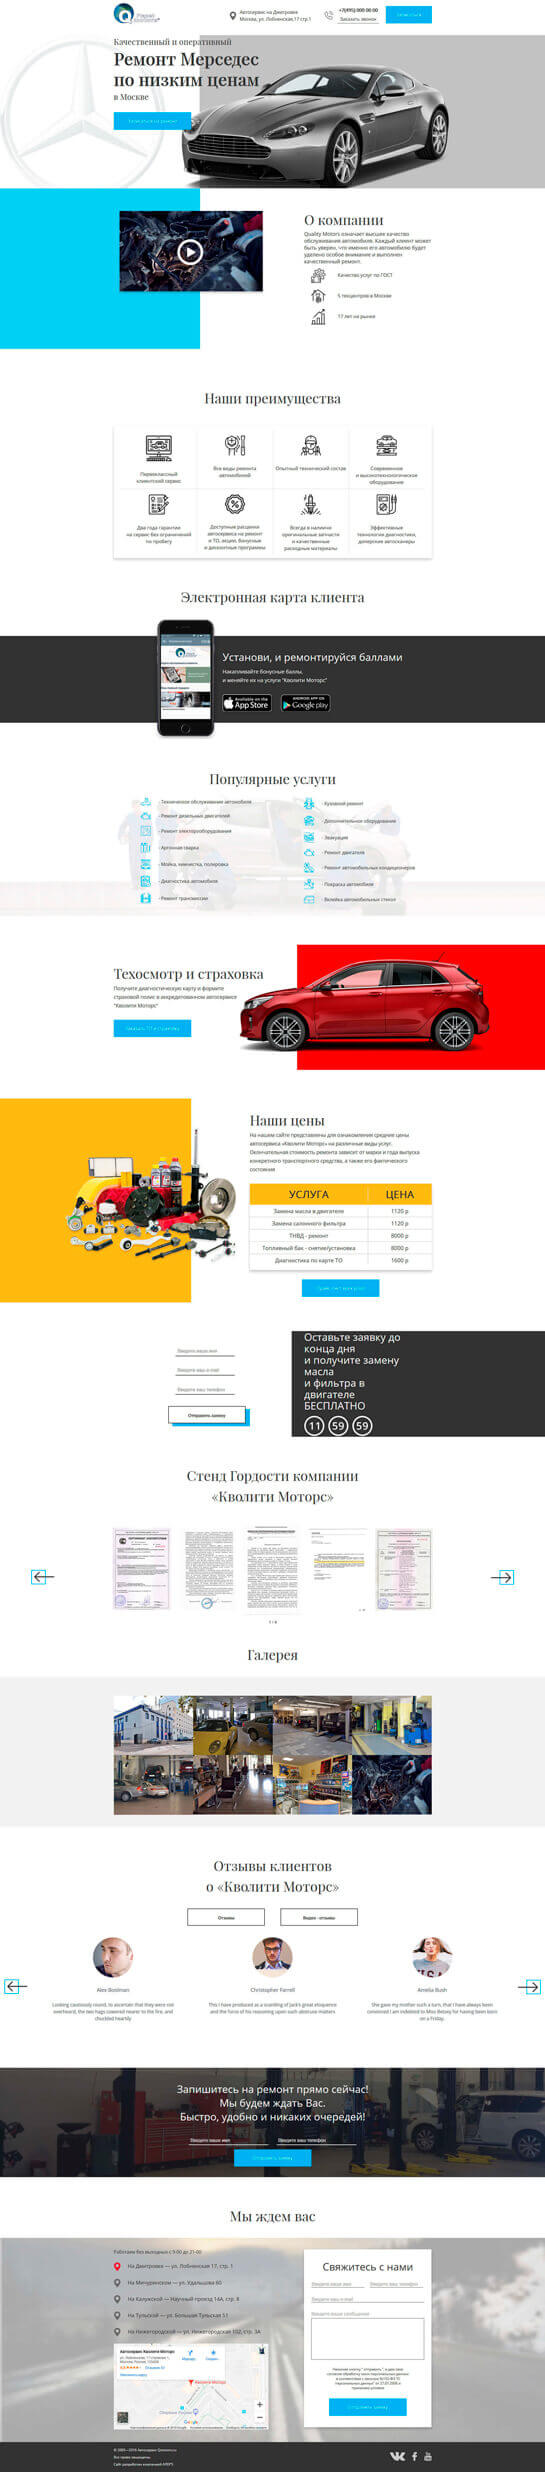 Автосервис на Дмитровке
Москва, ул. Лобненская,17 стр.1
+7(495) 000 00 00
Заказать звонок
Записаться
Качественный и оперативный
Ремонт Мерседес
по низким ценам
в Москве
Записаться на ремонт
О компании
Quality Motors означает высшее качество
обслуживания автомобиля. Каждый клиент может
быть уверен, что именно его автомобилю будет
уделено особое внимание и выполнен
качественный ремонт.
Качество услуг по ГОСТ
5 техцентров в Москве
17 лет на рынке
Наши преимущества
Первоклассный
клиентский сервис
Все виды ремонта
автомобилей
Опытный технический состав
Современное
и высокотехнологическое
оборудование
Два года гарантии
на сервис без ограничений
по пробегу
Доступные расценки
автосервиса на ремонт
и ТО, акции, бонусные
и дисконтные программы
Всегда в наличии
оригинальные запчасти
и качественные
расходные материалы
Эффективные
технологии диагностики,
дилерские автосканеры
Электронная карта клиента
Установи, и ремонтируйся баллами
Накапливайте бонусные баллы,
и меняйте их на услуги "Кволити Моторс"
Available on the
App Store
ANDROID APP ON
Google play
Популярные услуги
- Техническое обслуживание автомобиля
- Ремонт дизельных двигателей
- Ремонт электрооборудования
- Аргонная сварка
- Мойка, химчистка, полировка
- Диагностика автомобиля
- Ремонт трансмиссии
- Кузовной ремонт
- Дополнительное оборудование
- Эвакуация
- Ремонт двигателя
- Ремонт автомобильных кондиционеров
- Покраска автомобиля
- Вклейка автомобильных стекол
Техосмотр и страховка
Получите диагностическую карту и формите
страховой полис в аккредитованном автосервисе
"Кволити Моторс"
Наши цены
На нашем сайте представлены для ознакомления средние цены
автосервиса «Кволити Моторс» на различные виды услуг.
Окончательная стоимость ремонта зависит от марки и года выпуска
конкретного транспортного средства, а также его фактического
состояния
УСЛУГА ЦЕНА
Замена масла в двигателе 1120 р
Замена салонного фильтра 1120 р
ТНВД - ремонт 8000 р
Топливный бак - снятие/установка 8000 р
Диагностика по карте ТО 1600 р
Введите ваше имя
Введите ваш e-mail
Введите ваш телефон
Отправить заявку
Оставьте заявку до
конца дня
и получите замену
масла
и фильтра в
двигателе
БЕСПЛАТНО
11 59 59
Стенд Гордости компании
«Кволити Моторс»
Галерея
Отзывы клиентов
о «Кволити Моторс»
Отзывы
Видео - отзывы
Alex Bostman
Looking cautiously round, to ascertain that they were not
overheard, the two hags cowered nearer to the fire, and
chuckled heartily
Christopher Farrell
This I have produced as a scantling of Jack's great eloquence
and the force of his reasoning upon such abstruse matters
Amelia Bush
She gave my mother such a turn, that I have always been
convinced I am indebted to Miss Betsey for having been born
on a Friday.
Запишитесь на ремонт прямо сейчас!
Мы будем ждать Вас.
Быстро, удобно и никаких очередей!
Введите ваше имя
Введите ваш телефон
Отправить заявку
Мы ждем вас
Работаем без выходных с 9-00 до 21-00
На Дмитровке — ул. Лобненская 17, стр. 1
На Мичуринском — ул. Удальцова 60
На Калужской — Научный проезд 14А, стр. 8
На Тульской — ул. Большая Тульская 51
На Нижегородской — ул. Нижегородская 102, стр. 3А
Автосервис Кволити Моторс
Кволити Моторс
Google
Свяжитесь с нами
Введите ваше имя
Введите ваш телефон
Введите ваш e-mail
Введите ваше сообщение
Отправить заявку
Все права защищены.